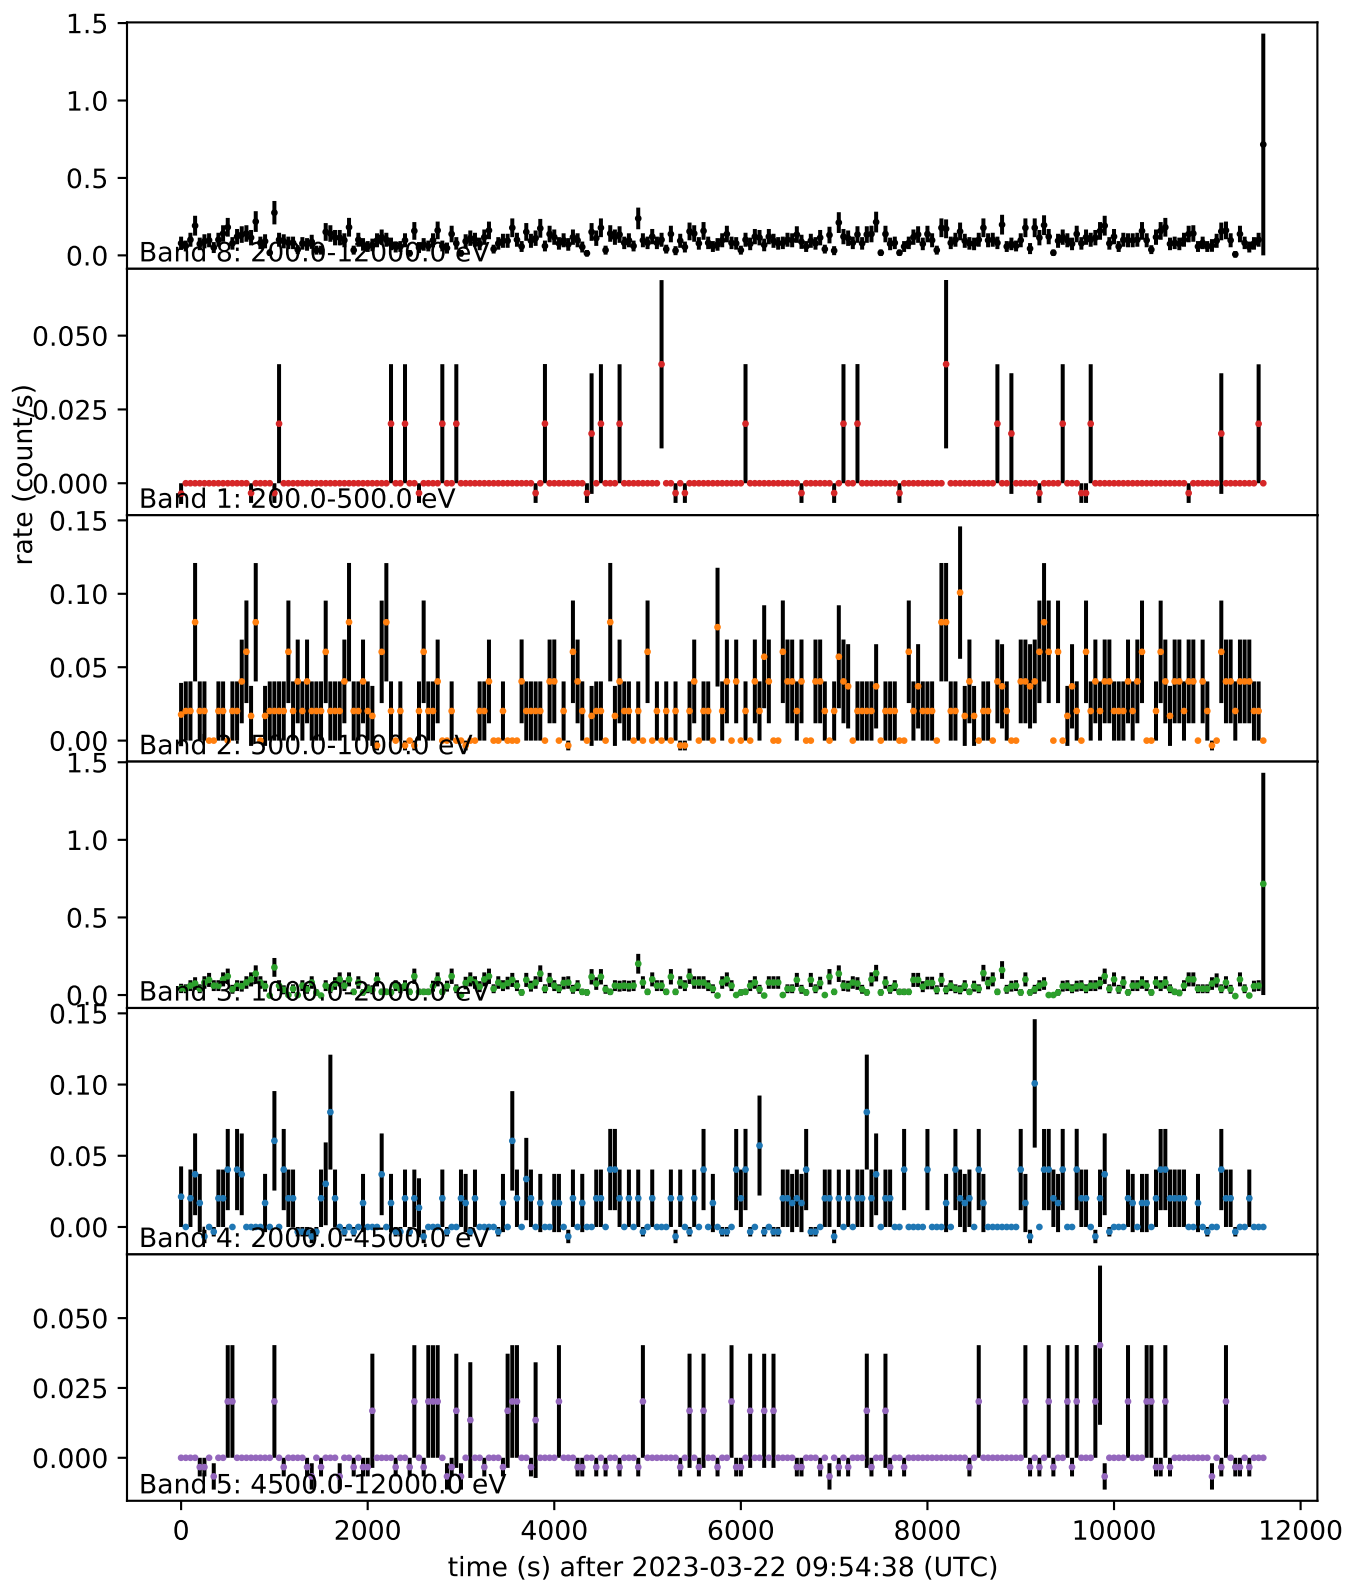 1.5
1.0
0.5
0.0
Band 8: 200.0-12000.0 eV
0.050
0.025
0.000
Band 1: 200.0-500.0 eV
rate (count/s)
0.15
0.10
0.05
0.00
Band 2: 500.0-1000.0 eV
1.5
1.0
0.5
0.0
Band 3: 1000.0-2000.0 eV
0.15
0.10
0.05
0.00
Band 4: 2000.0-4500.0 eV
0.050
0.025
0.000
Band 5: 4500.0-12000.0 eV
0 2000 4000 6000 8000 10000 12000
time (s) after 2023-03-22 09:54:38 (UTC)